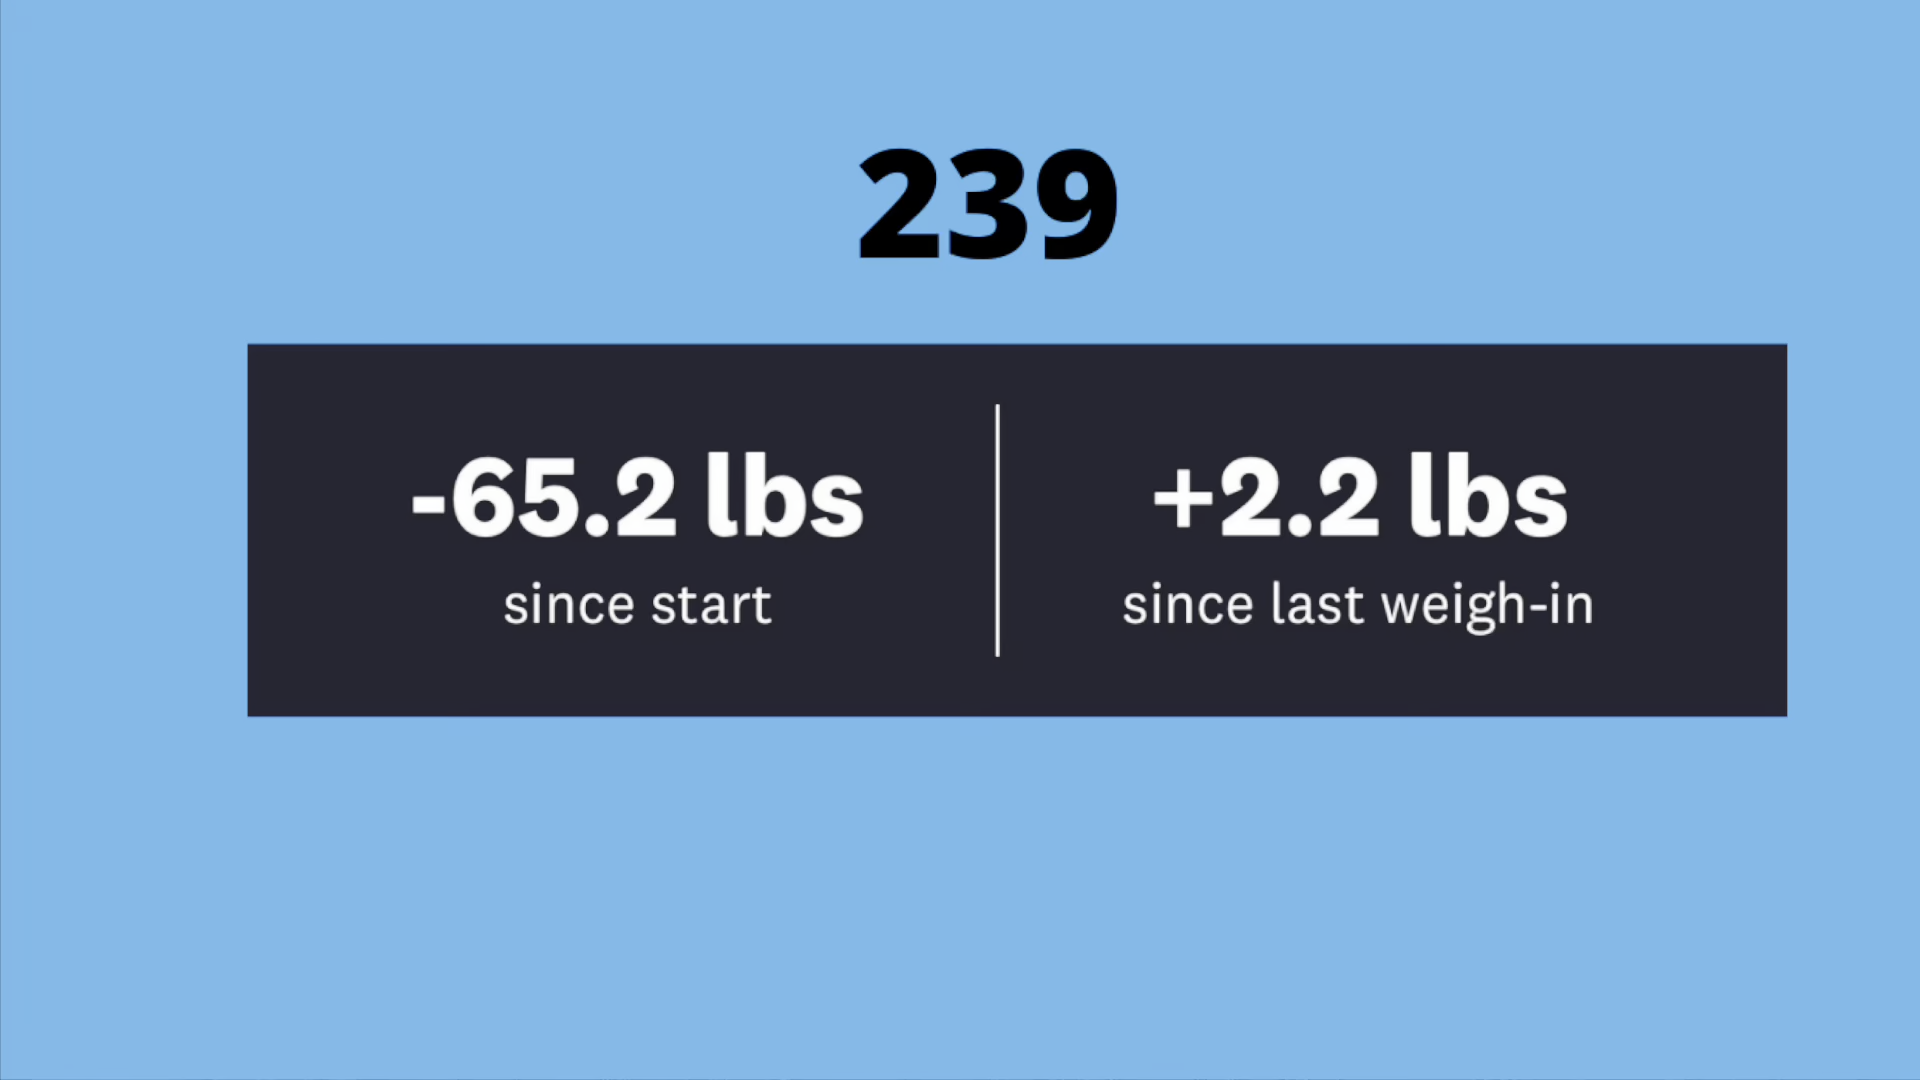 239
-65.2 lbs
since start
+2.2 lbs
since last weigh-in